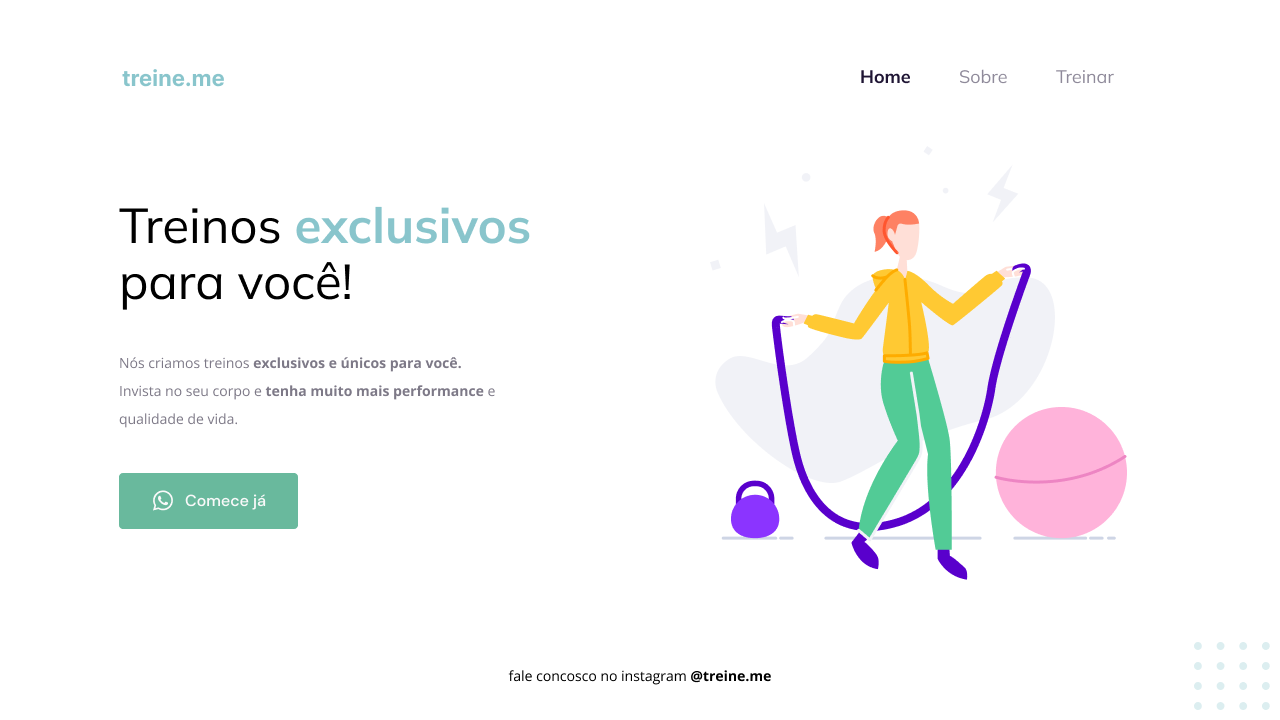 treine.me
Home Sobre Treinar
Treinos exclusivos
para você!
Nós criamos treinos exclusivos e únicos para você.
Invista no seu corpo e tenha muito mais performance e
qualidade de vida.
Comece já
fale concosco no instagram @treine.me